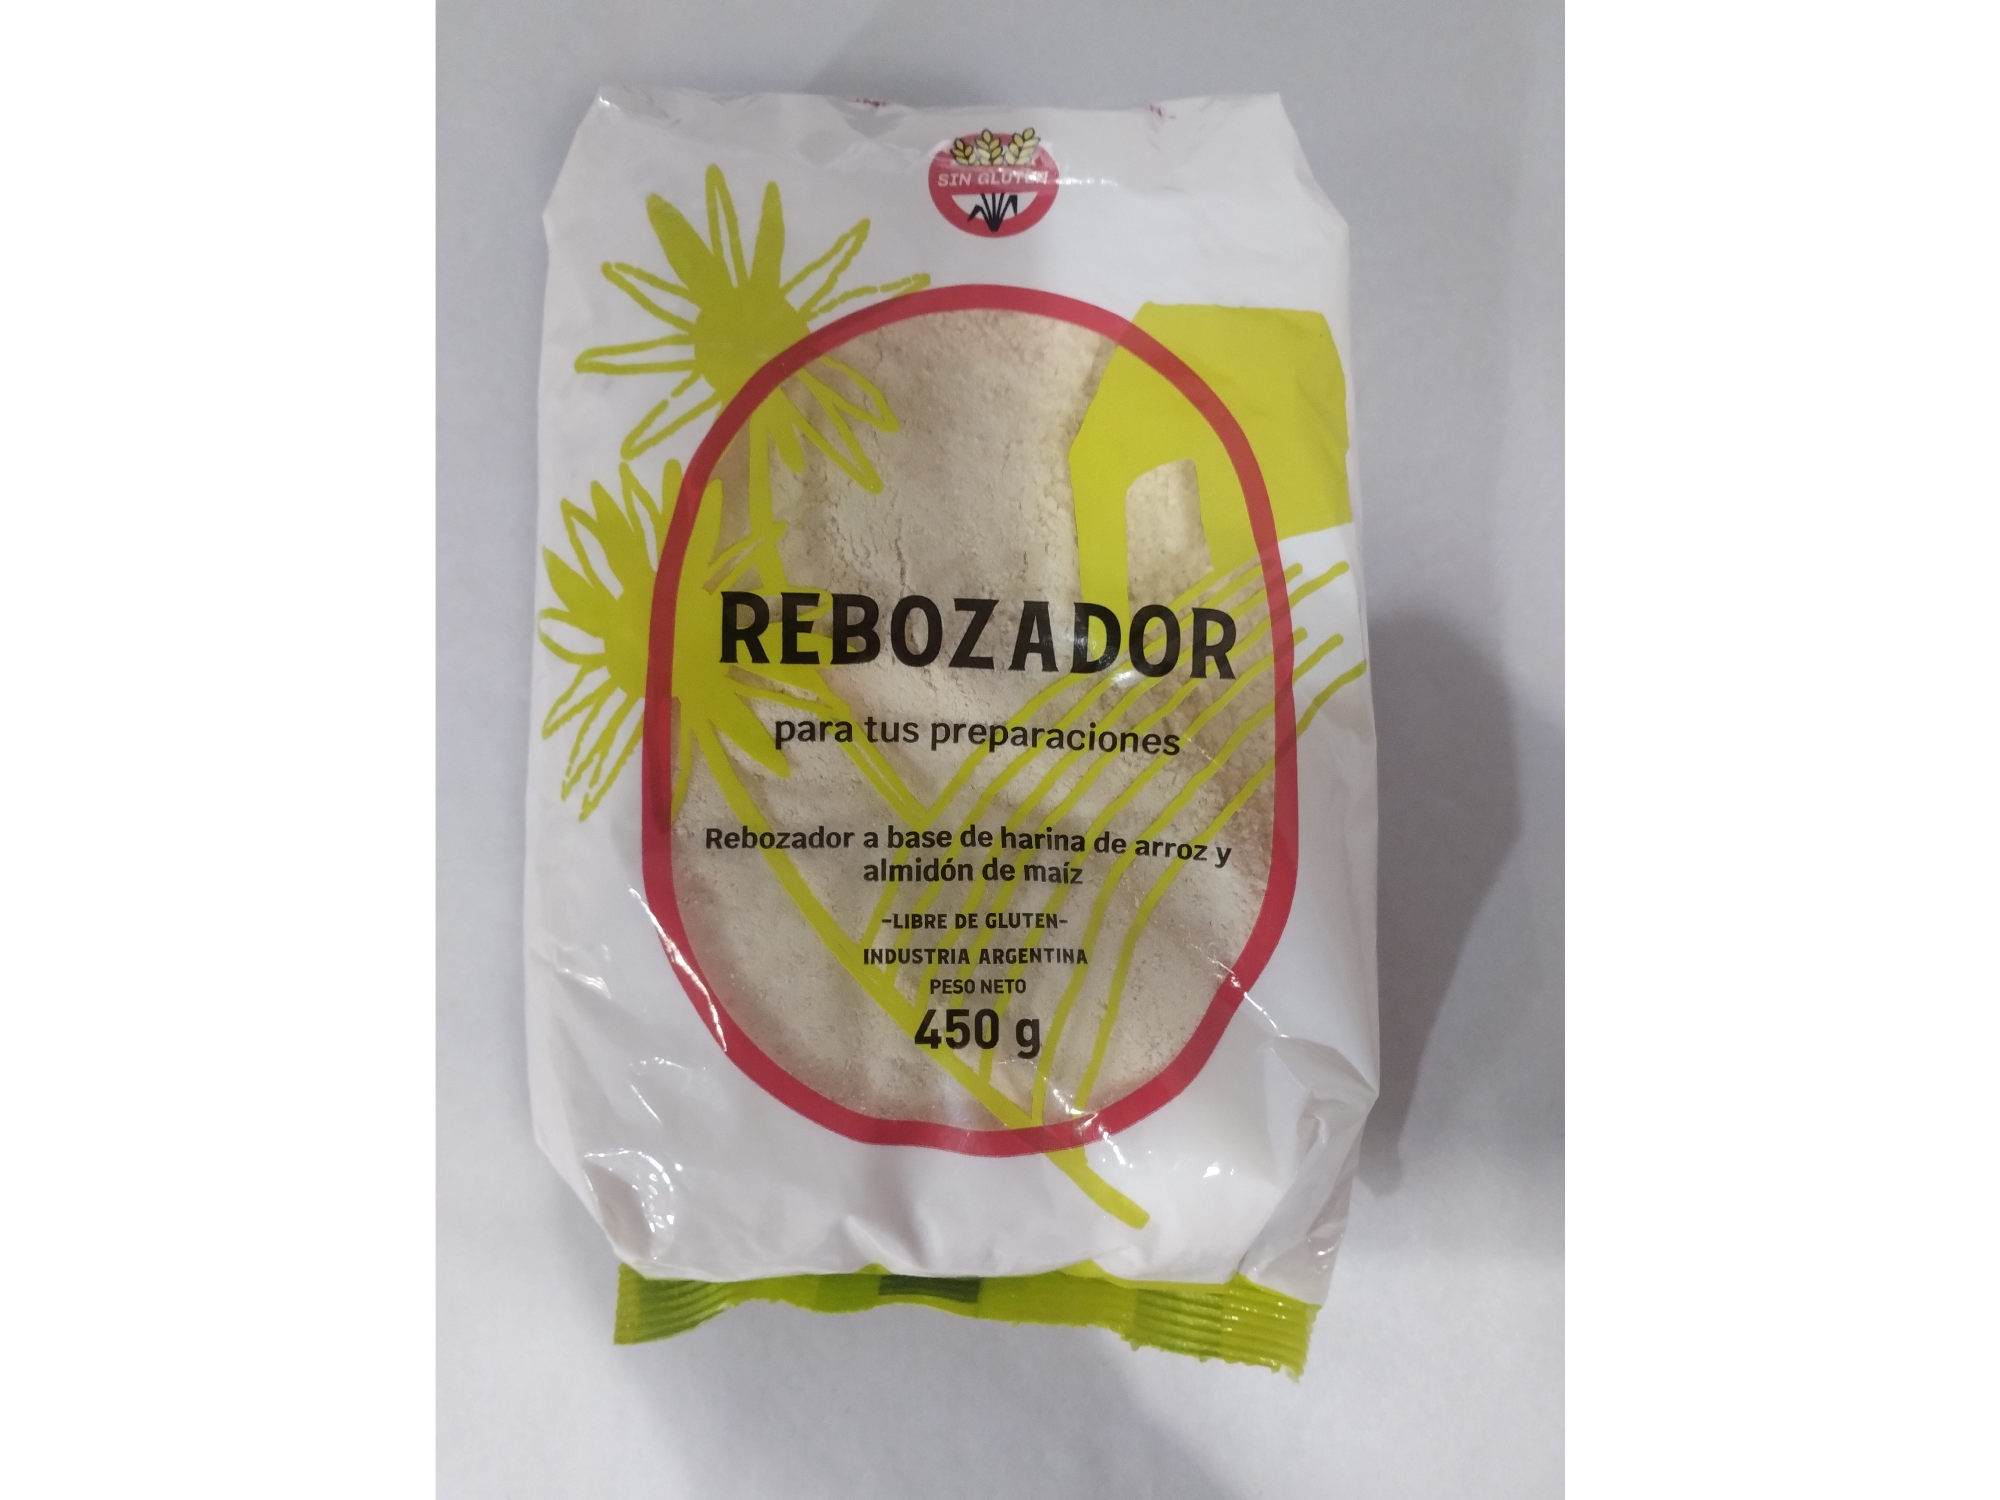 SIN GLUTEN
REBOZADOR
para tus preparaciones
Rebozador a base de harina de arroz y
almidón de maíz
-LIBRE DE GLUTEN-
INDUSTRIA ARGENTINA
PESO NETO
450 g